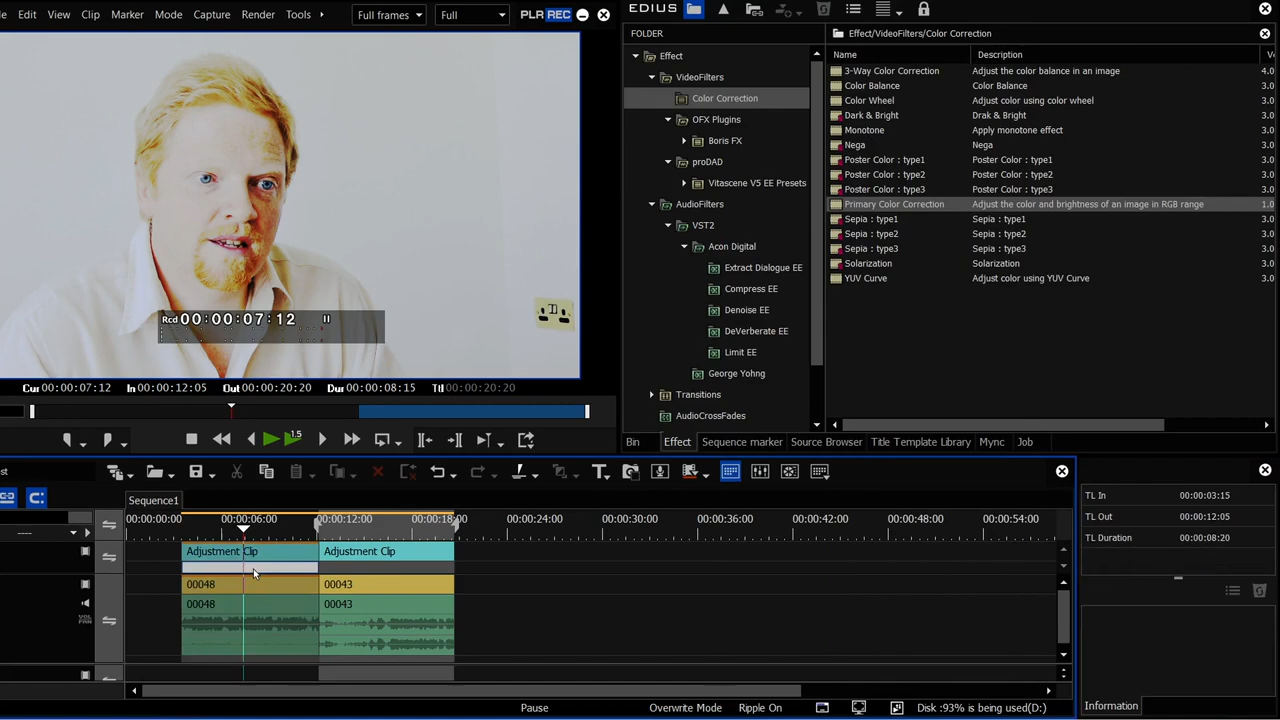 File Edit View Clip Marker Mode Capture Render Tools Full frames Full PLR REC
Rcd 00:00:07:12
Cur 00:00:07:12 In 00:00:12:05 Out 00:00:20:20 Dur 00:00:08:15 Ttl 00:00:20:20
1.5
EDIUS
FOLDER
Effect
VideoFilters
Color Correction
OFX Plugins
Boris FX
proDAD
Vitascene V5 EE Presets
AudioFilters
VST2
Acon Digital
Extract Dialogue EE
Compress EE
Denoise EE
DeVerberate EE
Limit EE
George Yohng
Transitions
AudioCrossFades
Effect/VideoFilters/Color Correction
Name Description V
3-Way Color Correction Adjust the color balance in an image 4.0
Color Balance Color Balance 3.0
Color Wheel Adjust color using color wheel 3.0
Dark & Bright Drak & Bright 3.0
Monotone Apply monotone effect 3.0
Nega Nega 3.0
Poster Color : type1 Poster Color : type1 3.0
Poster Color : type2 Poster Color : type2 3.0
Poster Color : type3 Poster Color : type3 3.0
Primary Color Correction Adjust the color and brightness of an image in RGB range 1.0
Sepia : type1 Sepia : type1 3.0
Sepia : type2 Sepia : type2 3.0
Sepia : type3 Sepia : type3 3.0
Solarization Solarization 3.0
YUV Curve Adjust color using YUV Curve 3.0
Bin Effect Sequence marker Source Browser Title Template Library Mync Job
Sequence1
00:00:00:00 00:00:06:00 00:00:12:00 00:00:18:00 00:00:24:00 00:00:30:00 00:00:36:00 00:00:42:00 00:00:48:00 00:00:54:00
----
Adjustment Clip Adjustment Clip
00048 00043
00048 00043
VOL
PAN
Pause Overwrite Mode Ripple On Disk :93% is being used(D:)
TL In 00:00:03:15
TL Out 00:00:12:05
TL Duration 00:00:08:20
Information